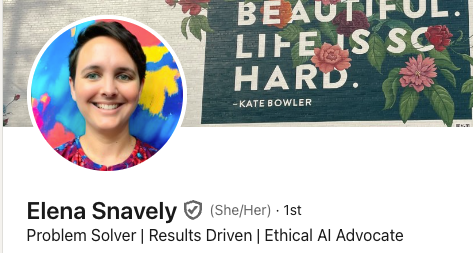 BEAUTIFUL.
LIFE IS SO
HARD.
–KATE BOWLER
Elena Snavely (She/Her) · 1st
Problem Solver | Results Driven | Ethical AI Advocate